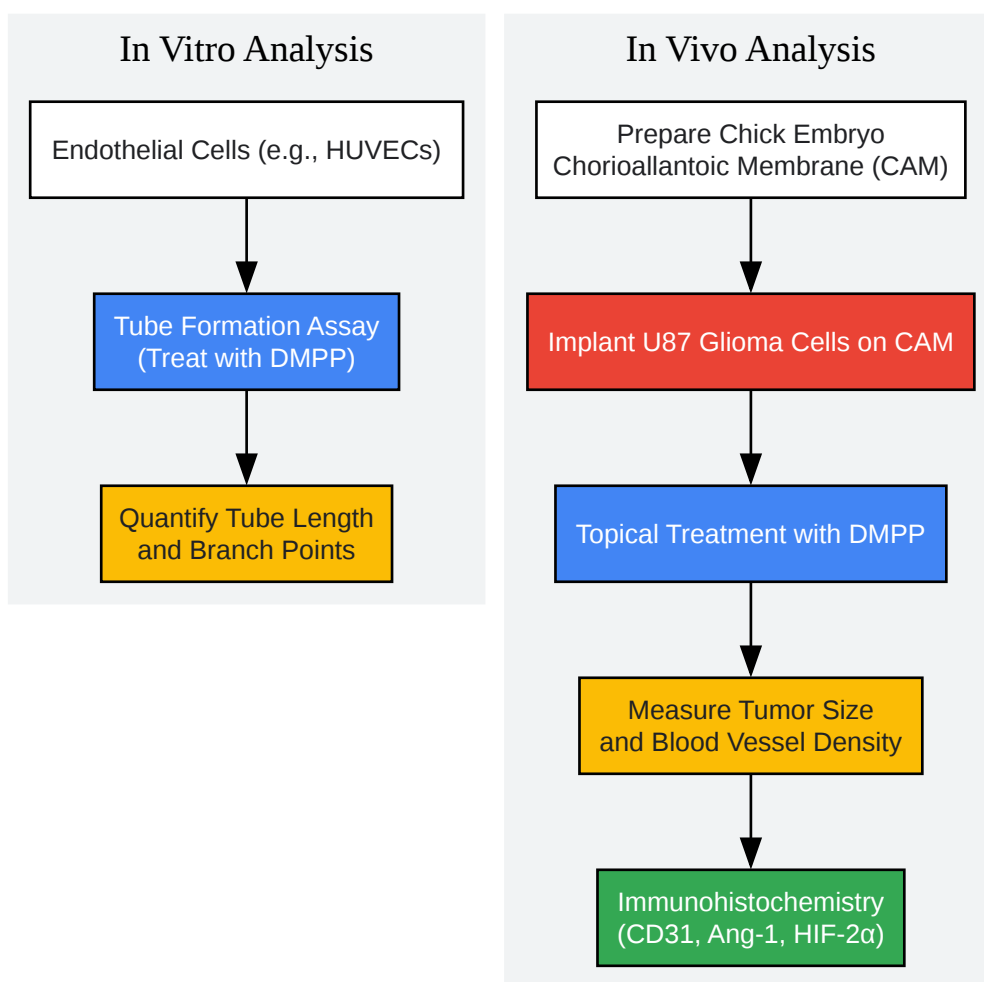 In Vitro Analysis
Endothelial Cells (e.g., HUVECs)
Tube Formation Assay
(Treat with DMPP)
Quantify Tube Length
and Branch Points
In Vivo Analysis
Prepare Chick Embryo
Chorioallantoic Membrane (CAM)
Implant U87 Glioma Cells on CAM
Topical Treatment with DMPP
Measure Tumor Size
and Blood Vessel Density
Immunohistochemistry
(CD31, Ang-1, HIF-2α)